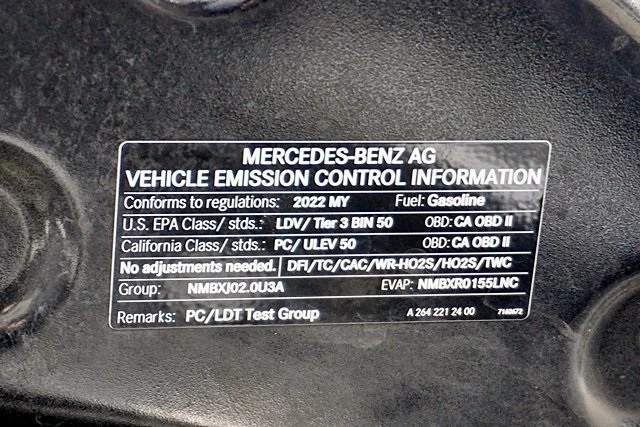 MERCEDES-BENZ AG
VEHICLE EMISSION CONTROL INFORMATION
Conforms to regulations: 2022 MY Fuel: Gasoline
U.S. EPA Class/ stds.: LDV/ Tier 3 BIN 50 OBD: CA OBD II
California Class/ stds.: PC/ ULEV 50 OBD: CA OBD II
No adjustments needed. DFI/TC/CAC/WR-HO2S/HO2S/TWC
Group: NMBXJ02.0U3A EVAP: NMBXR0155LNC
Remarks: PC/LDT Test Group A 264 221 24 00